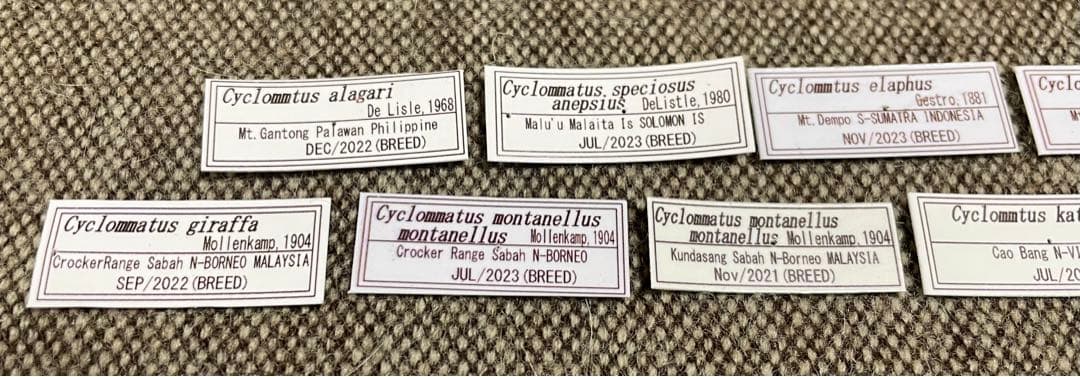 Cyclommtus alagari
De Lisle, 1968
Mt. Gantong Palawan Philippine
DEC/2022 (BREED)
Cyclommatus speciosus
anepsius DeListle, 1980
Malu'u Malaita Is SOLOMON IS
JUL/2023 (BREED)
Cyclommtus elaphus
Gestro, 1881
Mt. Dempo S-SUMATRA INDONESIA
NOV/2023 (BREED)
Cyclommatus giraffa
Mollenkamp, 1904
CrockerRange Sabah N-BORNEO MALAYSIA
SEP/2022 (BREED)
Cyclommatus montanellus
montanellus Mollenkamp, 1904
Crocker Range Sabah N-BORNEO
JUL/2023 (BREED)
Cyclommatus montanellus
montanellus Mollenkamp, 1904
Kundasang Sabah N-Borneo MALAYSIA
Nov/2021 (BREED)
Cyclommtus
Cao Bang
JUL